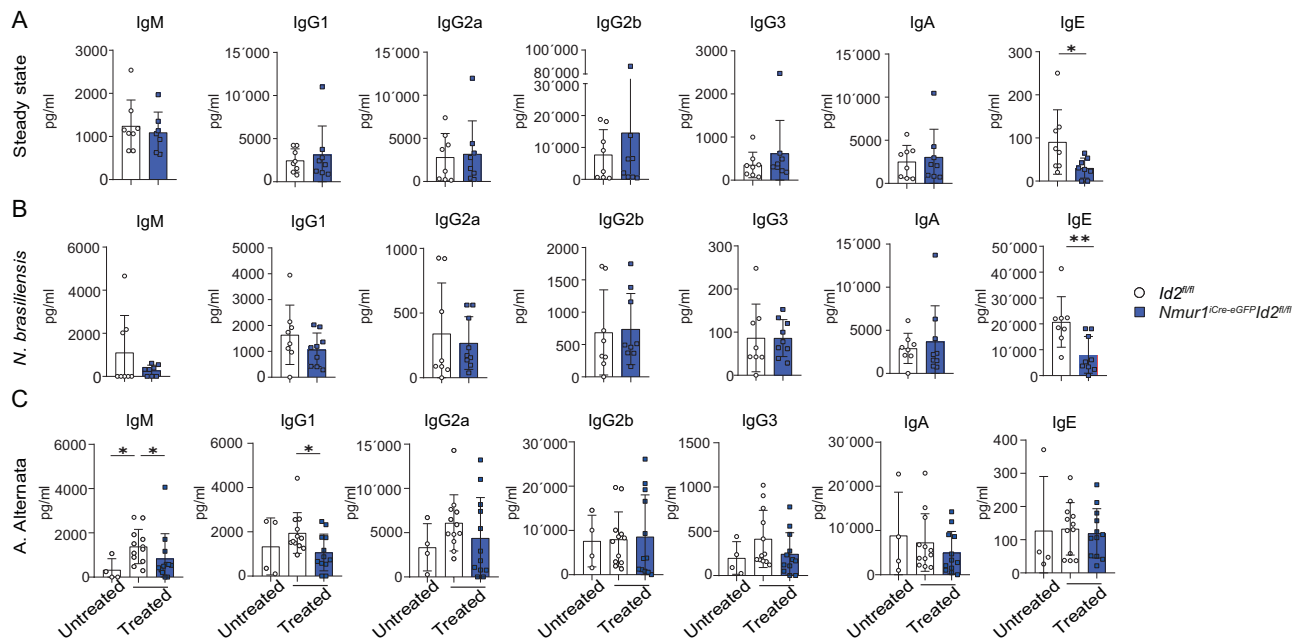 A
IgM IgG1 IgG2a IgG2b IgG3 IgA IgE
Steady state
pg/ml 3000 2000 1000 0
pg/ml 15′000 10′000 5000 0
pg/ml 15′000 10′000 5000 0
pg/ml 100′000 80′000 20′000 10′000 0
pg/ml 3000 2000 1000 0
pg/ml 15′000 10′000 5000 0
pg/ml 300 200 100 0 *
B
IgM IgG1 IgG2a IgG2b IgG3 IgA IgE
N. brasiliensis
pg/ml 6000 4000 2000 0
pg/ml 5000 4000 3000 2000 1000 0
pg/ml 1000 500 0
pg/ml 2000 1500 1000 500 0
pg/ml 300 200 100 0
pg/ml 15′000 10′000 5000 0
pg/ml 50′000 40′000 30′000 20′000 10′000 0 **
Id2fl/fl
Nmur1iCre-eGFPId2fl/fl
C
IgM IgG1 IgG2a IgG2b IgG3 IgA IgE
A. Alternata
pg/ml 6000 4000 2000 0 * *
pg/ml 6000 4000 2000 0 *
pg/ml 15′000 10′000 5000 0
pg/ml 30′000 20′000 10′000 0
pg/ml 1500 1000 500 0
pg/ml 30′000 20′000 10′000 0
pg/ml 400 300 200 100 0
Untreated Treated Untreated Treated Untreated Treated Untreated Treated Untreated Treated Untreated Treated Untreated Treated